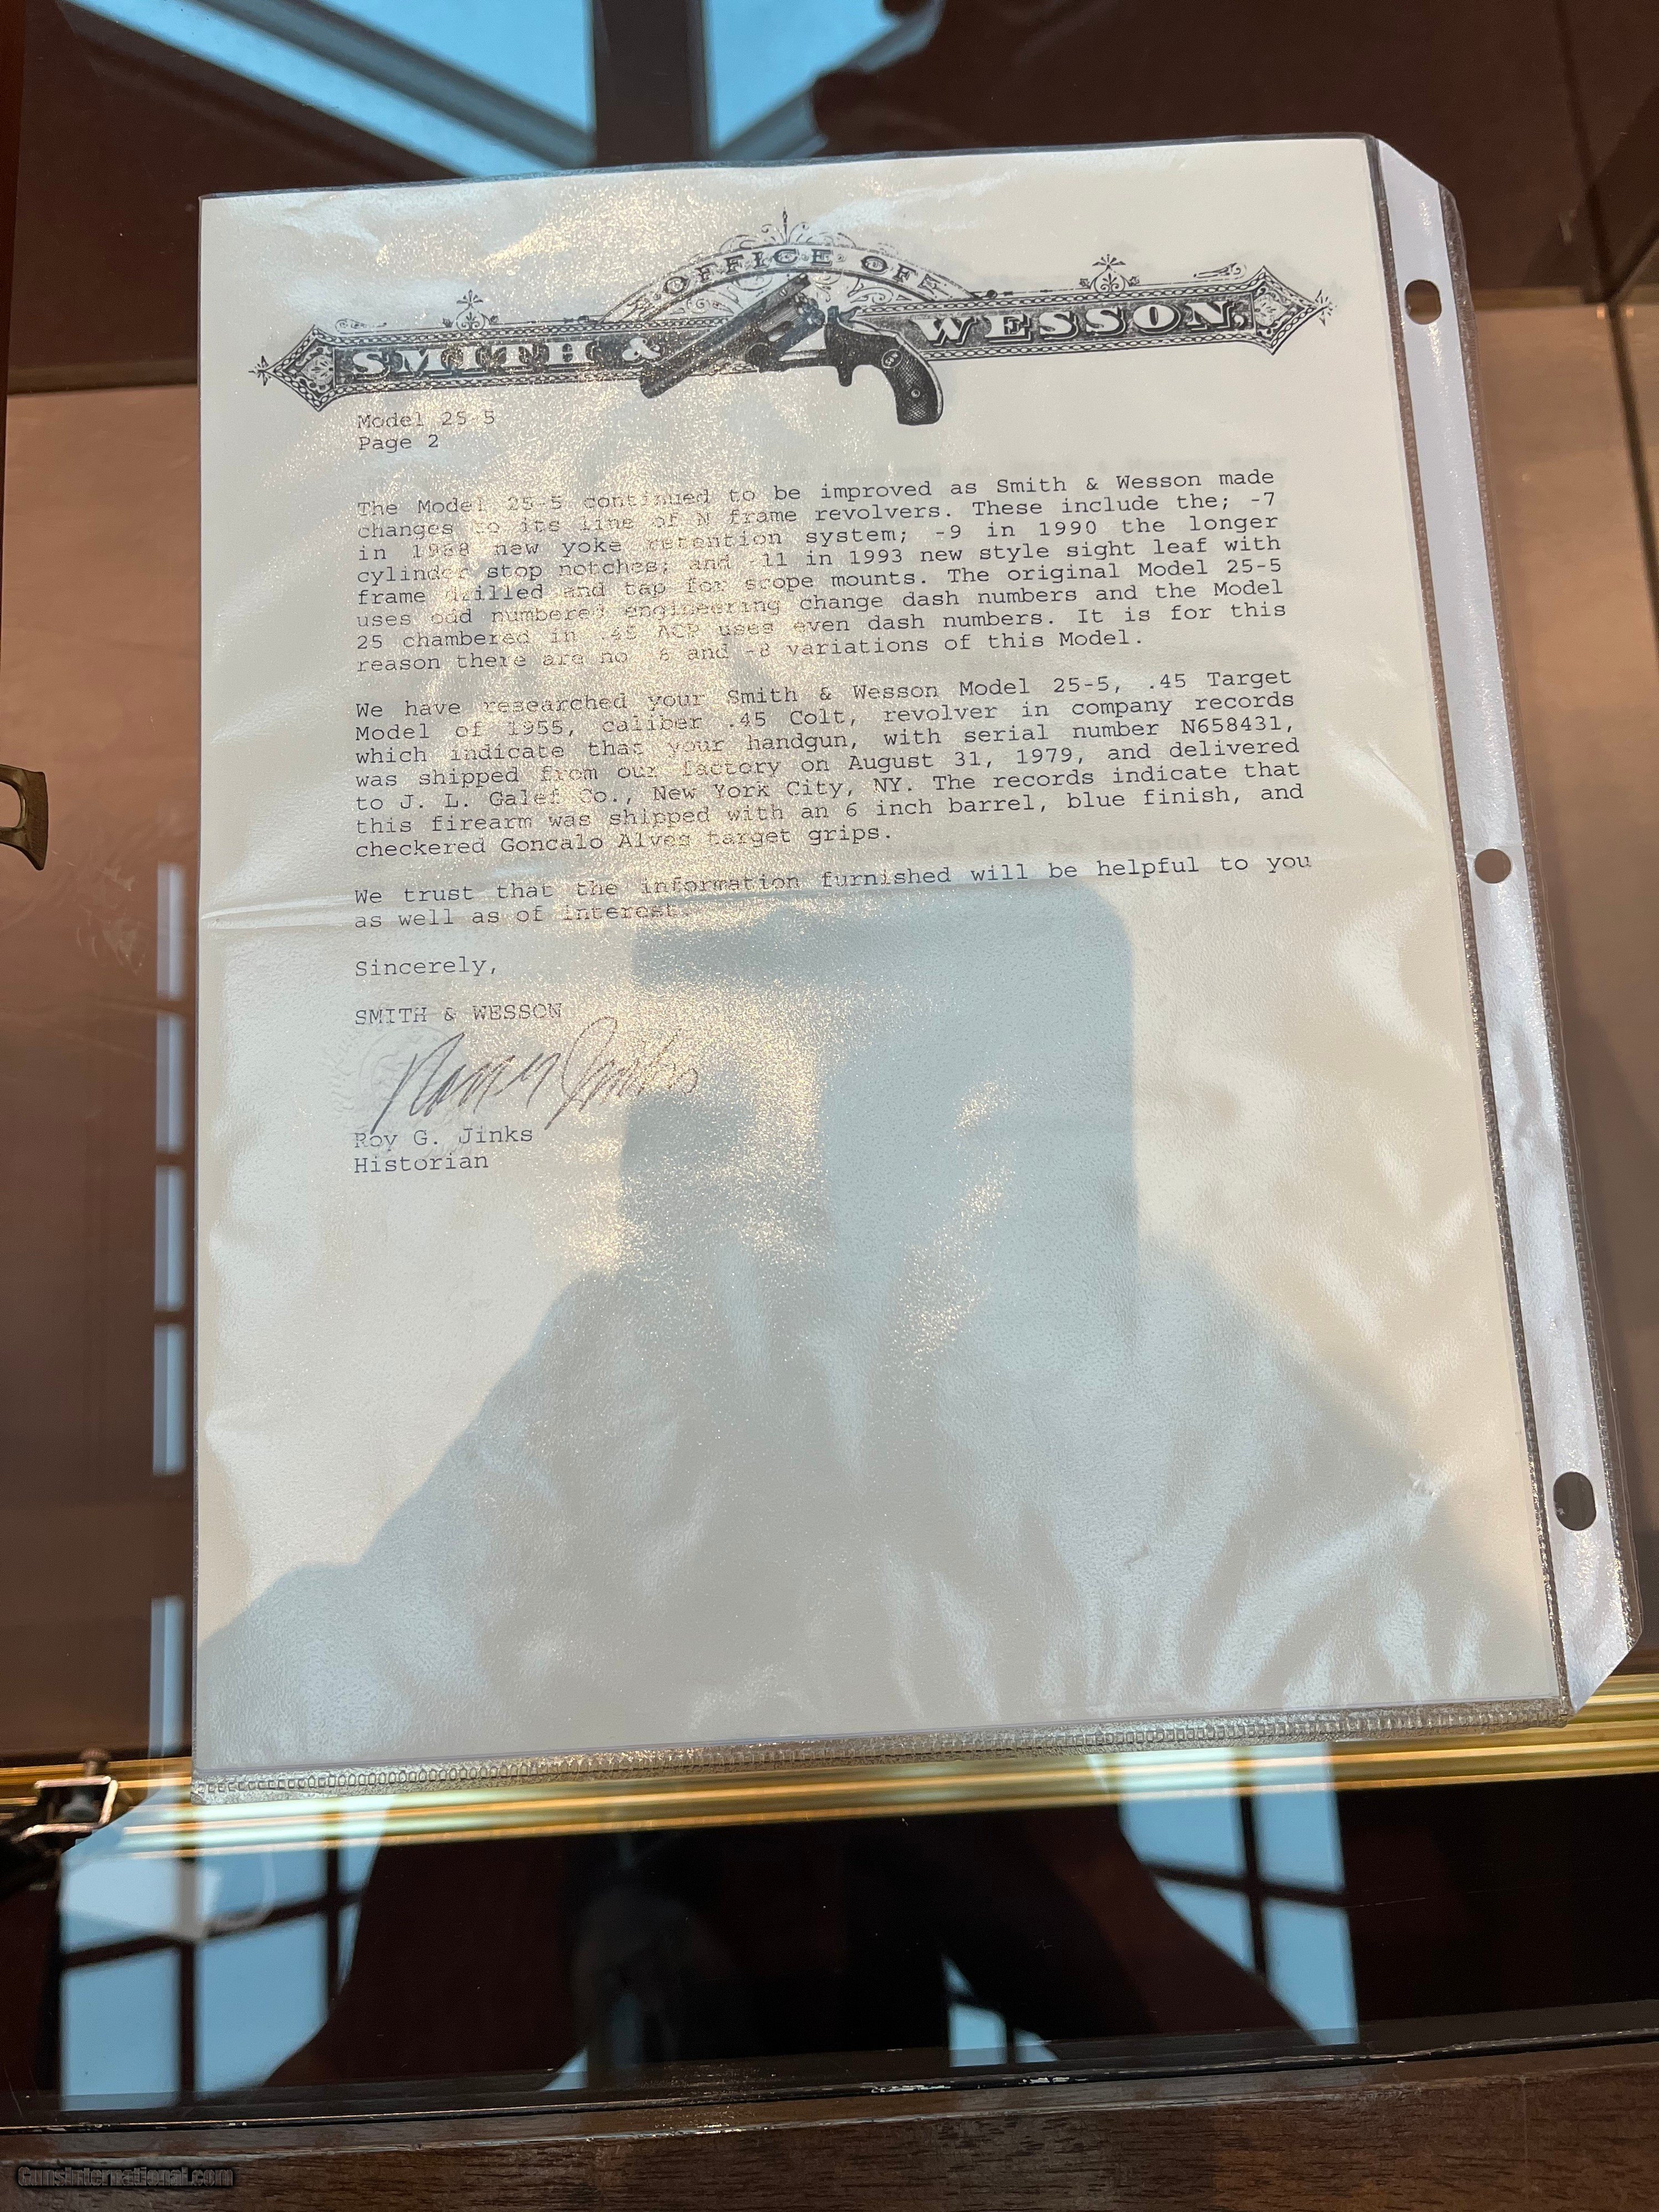 OFFICE OF
SMITH & WESSON,
Model 25-5
Page 2
The Model 25-5 continued to be improved as Smith & Wesson made
changes to its line of N frame revolvers. These include the; -7
in 1988 new yoke retention system; -9 in 1990 the longer
cylinder stop notches; and -11 in 1993 new style sight leaf with
frame drilled and tap for scope mounts. The original Model 25-5
uses odd numbered engineering change dash numbers and the Model
25 chambered in .45 ACP uses even dash numbers. It is for this
reason there are no -6 and -8 variations of this Model.
We have researched your Smith & Wesson Model 25-5, .45 Target
Model of 1955, caliber .45 Colt, revolver in company records
which indicate that your handgun, with serial number N658431,
was shipped from our factory on August 31, 1979, and delivered
to J. L. Galef Co., New York City, NY. The records indicate that
this firearm was shipped with an 6 inch barrel, blue finish, and
checkered Goncalo Alves target grips.
We trust that the information furnished will be helpful to you
as well as of interest.
Sincerely,
SMITH & WESSON
Roy G. Jinks
Historian
GunsInternational.com